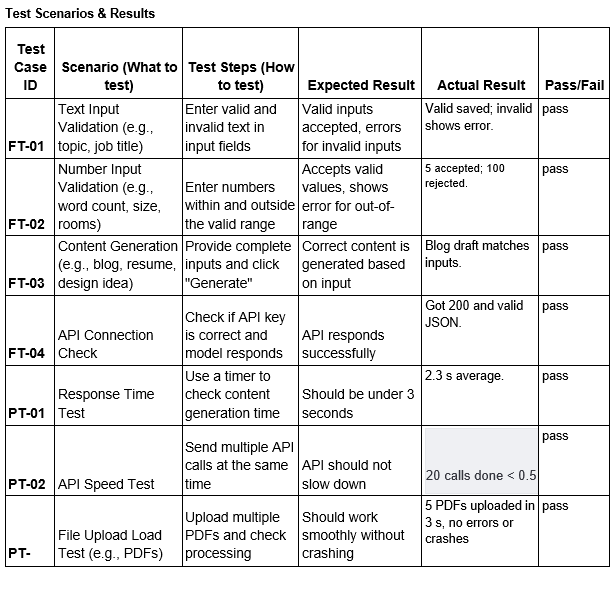 Test Scenarios & Results
Test
Case
ID
Scenario (What to
test)
Test Steps (How
to test)
Expected Result
Actual Result
Pass/Fail
FT-01
Text Input
Validation (e.g.,
topic, job title)
Enter valid and
invalid text in
input fields
Valid inputs
accepted, errors
for invalid inputs
Valid saved; invalid
shows error.
pass
FT-02
Number Input
Validation (e.g.,
word count, size,
rooms)
Enter numbers
within and outside
the valid range
Accepts valid
values, shows
error for out-of-
range
5 accepted; 100
rejected.
pass
FT-03
Content Generation
(e.g., blog, resume,
design idea)
Provide complete
inputs and click
"Generate"
Correct content is
generated based
on input
Blog draft matches
inputs.
pass
FT-04
API Connection
Check
Check if API key
is correct and
model responds
API responds
successfully
Got 200 and valid
JSON.
pass
PT-01
Response Time
Test
Use a timer to
check content
generation time
Should be under 3
seconds
2.3 s average.
pass
PT-02
API Speed Test
Send multiple API
calls at the same
time
API should not
slow down
20 calls done < 0.5
pass
PT-
File Upload Load
Test (e.g., PDFs)
Upload multiple
PDFs and check
processing
Should work
smoothly without
crashing
5 PDFs uploaded in
3 s, no errors or
crashes
pass